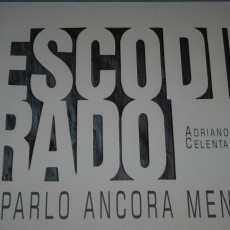 ESCODI
RADO
ADRIANO
CELENTA
PARLO ANCORA MEN